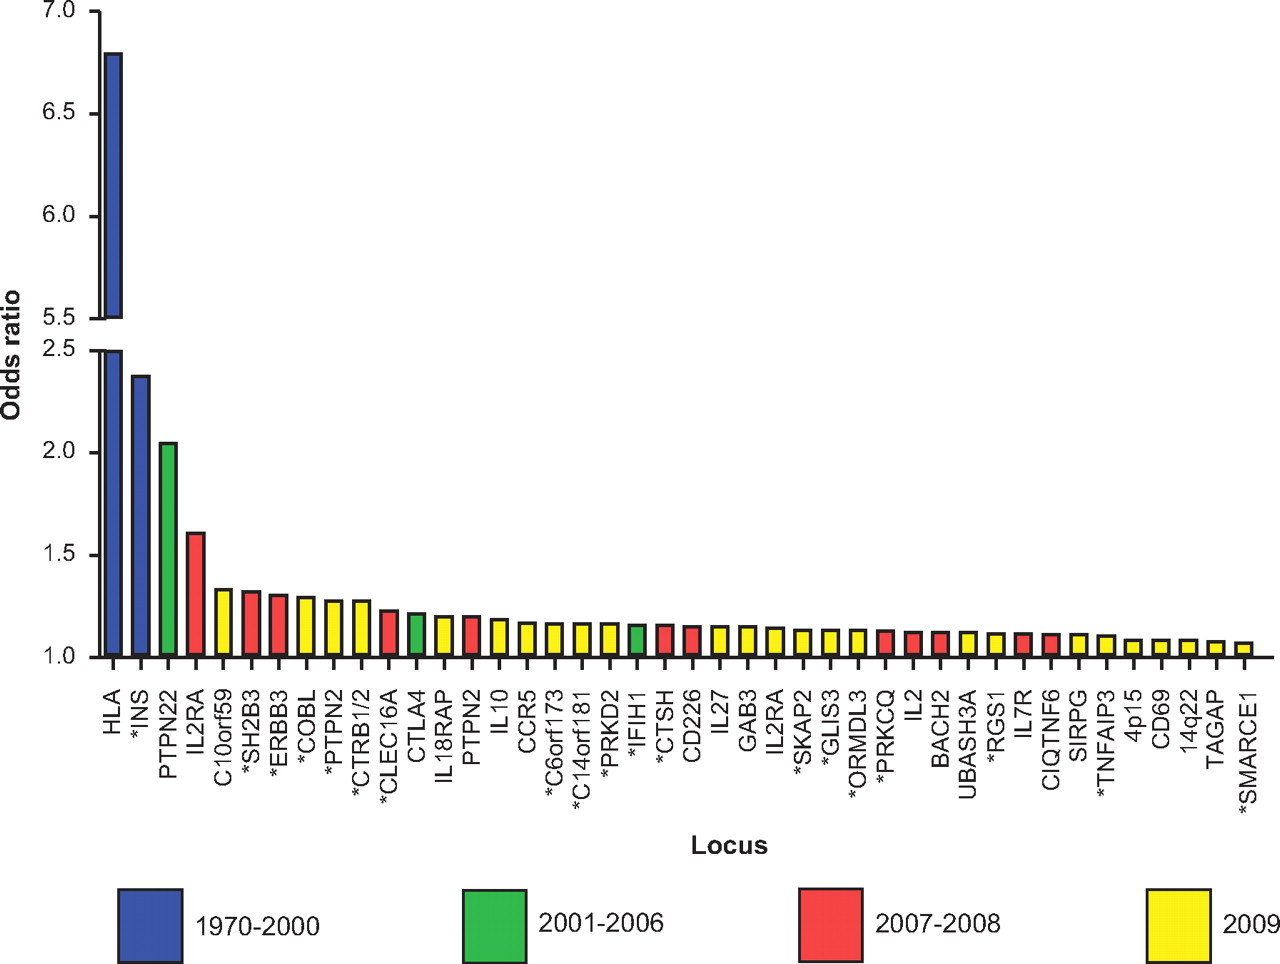 7.0
6.5
6.0
5.5
2.5
2.0
1.5
1.0
Odds ratio
HLA
*INS
PTPN22
IL2RA
C10orf59
*SH2B3
*ERBB3
*COBL
*PTPN2
*CTRB1/2
*CLEC16A
CTLA4
IL18RAP
PTPN2
IL10
CCR5
*C6orf173
*C14orf181
*PRKD2
*IFIH1
*CTSH
CD226
IL27
GAB3
IL2RA
*SKAP2
*GLIS3
*ORMDL3
*PRKCQ
IL2
BACH2
UBASH3A
*RGS1
IL7R
CIQTNF6
SIRPG
*TNFAIP3
4p15
CD69
14q22
TAGAP
*SMARCE1
Locus
1970-2000
2001-2006
2007-2008
2009